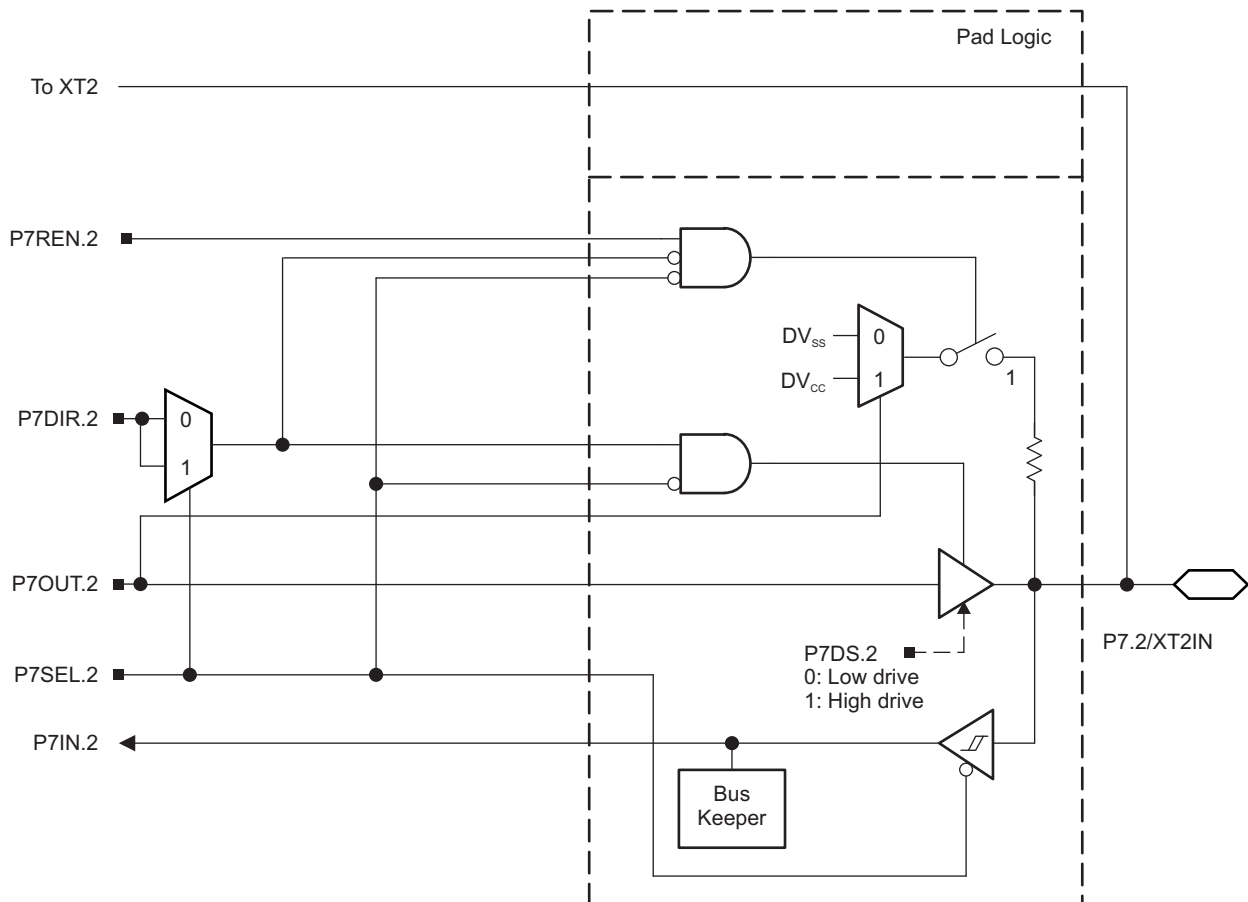 Pad Logic
To XT2
P7REN.2
DVSS
0
DVCC
1
1
P7DIR.2
0
1
P7OUT.2
P7.2/XT2IN
P7DS.2
0: Low drive
1: High drive
P7SEL.2
P7IN.2
Bus
Keeper